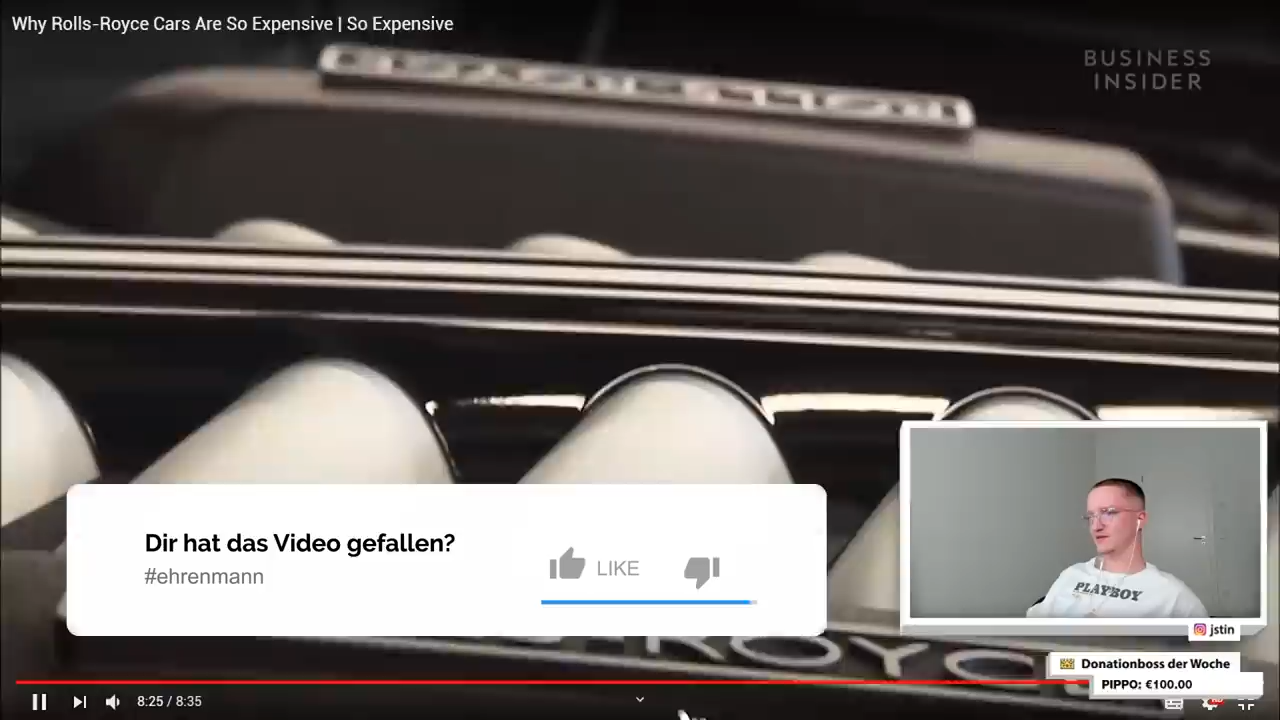 Why Rolls-Royce Cars Are So Expensive | So Expensive
BUSINESS
INSIDER
Dir hat das Video gefallen?
#ehrenmann
LIKE
PLAYBOY
jstin
Donationboss der Woche
PIPPO: €100.00
8:25 / 8:35